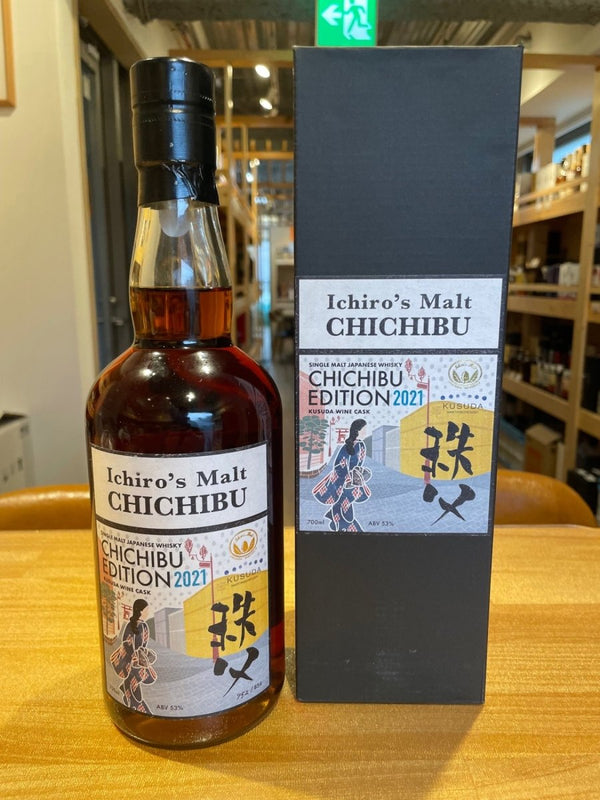 Ichiro's Malt
CHICHIBU
SINGLE MALT JAPANESE WHISKY
CHICHIBU
EDITION 2021
KUSUDA WINE CASK
KUSUDA
秩父
ABV 53%
Ichiro's Malt
CHICHIBU
SINGLE MALT JAPANESE WHISKY
CHICHIBU
EDITION 2021
KUSUDA WINE CASK
KUSUDA
秩父
700ml
ABV 53%